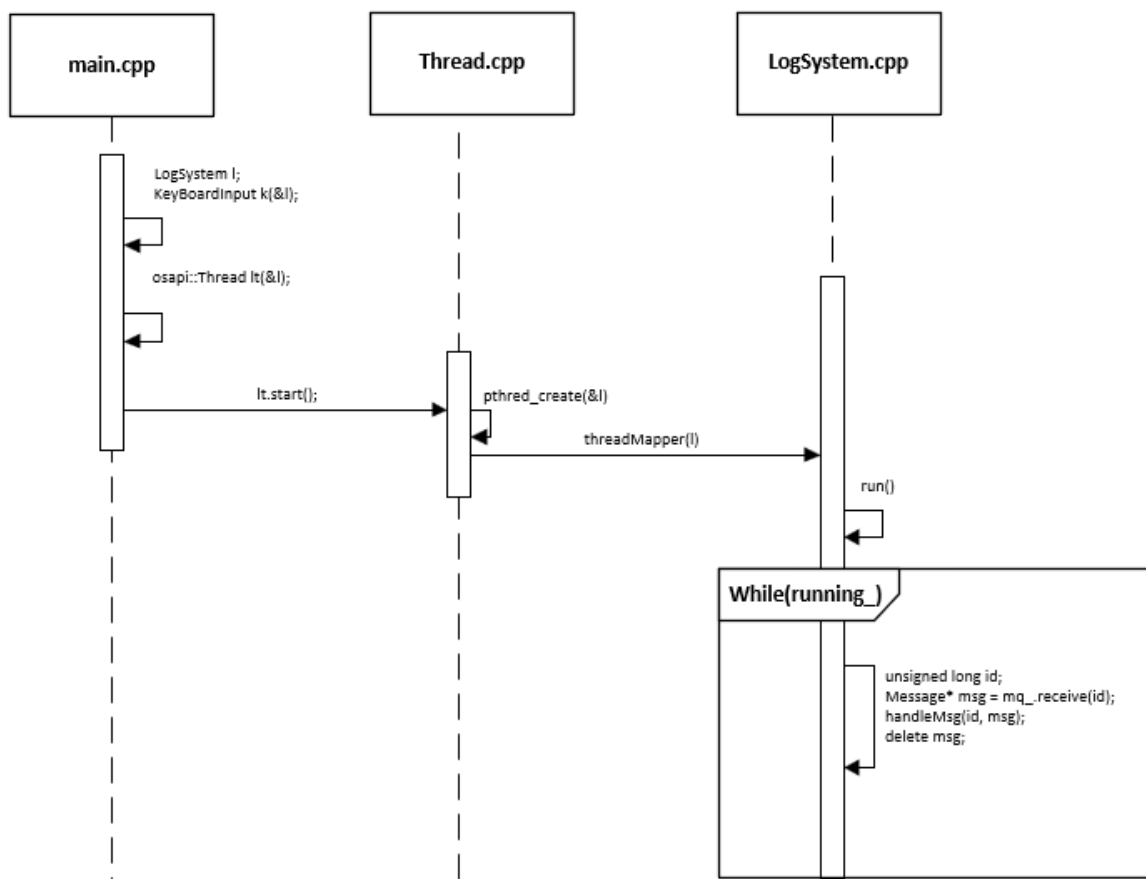 main.cpp
Thread.cpp
LogSystem.cpp
LogSystem l;
KeyBoardInput k(&l);
osapi::Thread lt(&l);
lt.start();
pthred_create(&l)
threadMapper(l)
run()
While(running_)
unsigned long id;
Message* msg = mq_.receive(id);
handleMsg(id, msg);
delete msg;